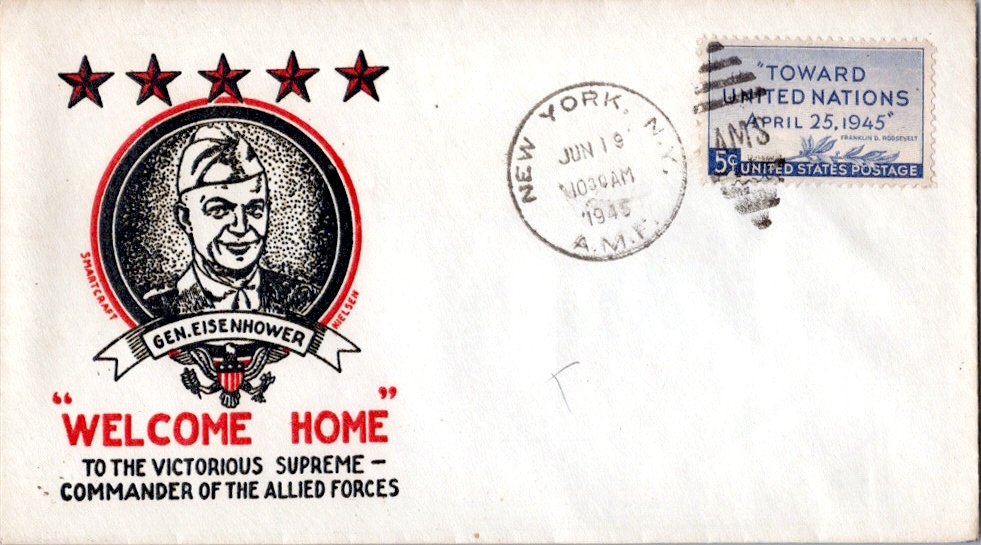 SMARTCRAFT
NIELSEN
GEN. EISENHOWER
"WELCOME HOME"
TO THE VICTORIOUS SUPREME —
COMMANDER OF THE ALLIED FORCES
NEW YORK, N.Y.
JUN 19
1030AM
1945
A.M.F.
"TOWARD
UNITED NATIONS
APRIL 25, 1945"
FRANKLIN D. ROOSEVELT
5¢ UNITED STATES POSTAGE
AMS